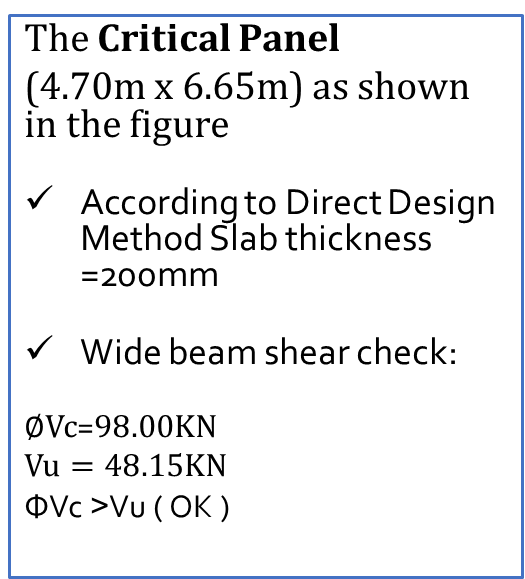 The Critical Panel
(4.70m x 6.65m) as shown
in the figure
✓ According to Direct Design
Method Slab thickness
=200mm
✓ Wide beam shear check:
ØVc=98.00KN
Vu = 48.15KN
ΦVc >Vu ( OK )